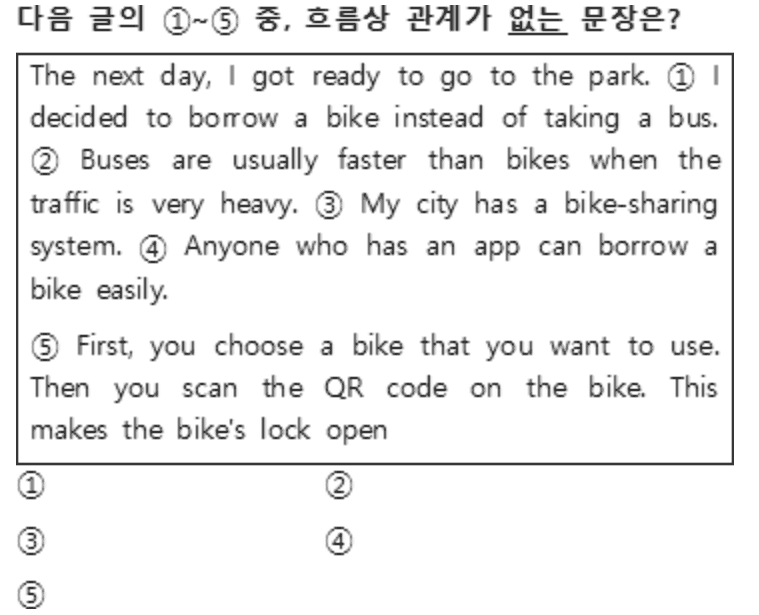 다음 글의 ①~⑤ 중, 흐름상 관계가 없는 문장은?
The next day, I got ready to go to the park. ① I
decided to borrow a bike instead of taking a bus.
② Buses are usually faster than bikes when the
traffic is very heavy. ③ My city has a bike-sharing
system. ④ Anyone who has an app can borrow a
bike easily.
⑤ First, you choose a bike that you want to use.
Then you scan the QR code on the bike. This
makes the bike's lock open
① ②
③ ④
⑤